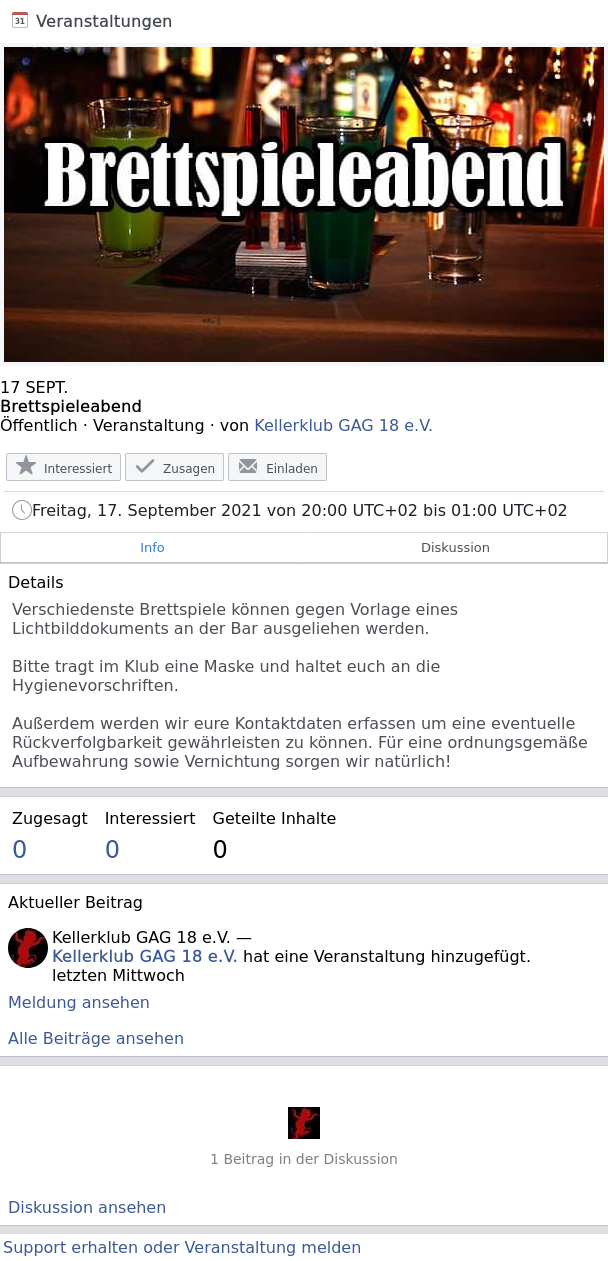 31 Veranstaltungen
Brettspieleabend
17 SEPT.
Brettspieleabend
Öffentlich · Veranstaltung · von Kellerklub GAG 18 e.V.
Interessiert Zusagen Einladen
Freitag, 17. September 2021 von 20:00 UTC+02 bis 01:00 UTC+02
Info Diskussion
Details
Verschiedenste Brettspiele können gegen Vorlage eines
Lichtbilddokuments an der Bar ausgeliehen werden.
Bitte tragt im Klub eine Maske und haltet euch an die
Hygienevorschriften.
Außerdem werden wir eure Kontaktdaten erfassen um eine eventuelle
Rückverfolgbarkeit gewährleisten zu können. Für eine ordnungsgemäße
Aufbewahrung sowie Vernichtung sorgen wir natürlich!
Zugesagt Interessiert Geteilte Inhalte
0 0 0
Aktueller Beitrag
Kellerklub GAG 18 e.V. —
Kellerklub GAG 18 e.V. hat eine Veranstaltung hinzugefügt.
letzten Mittwoch
Meldung ansehen
Alle Beiträge ansehen
1 Beitrag in der Diskussion
Diskussion ansehen
Support erhalten oder Veranstaltung melden